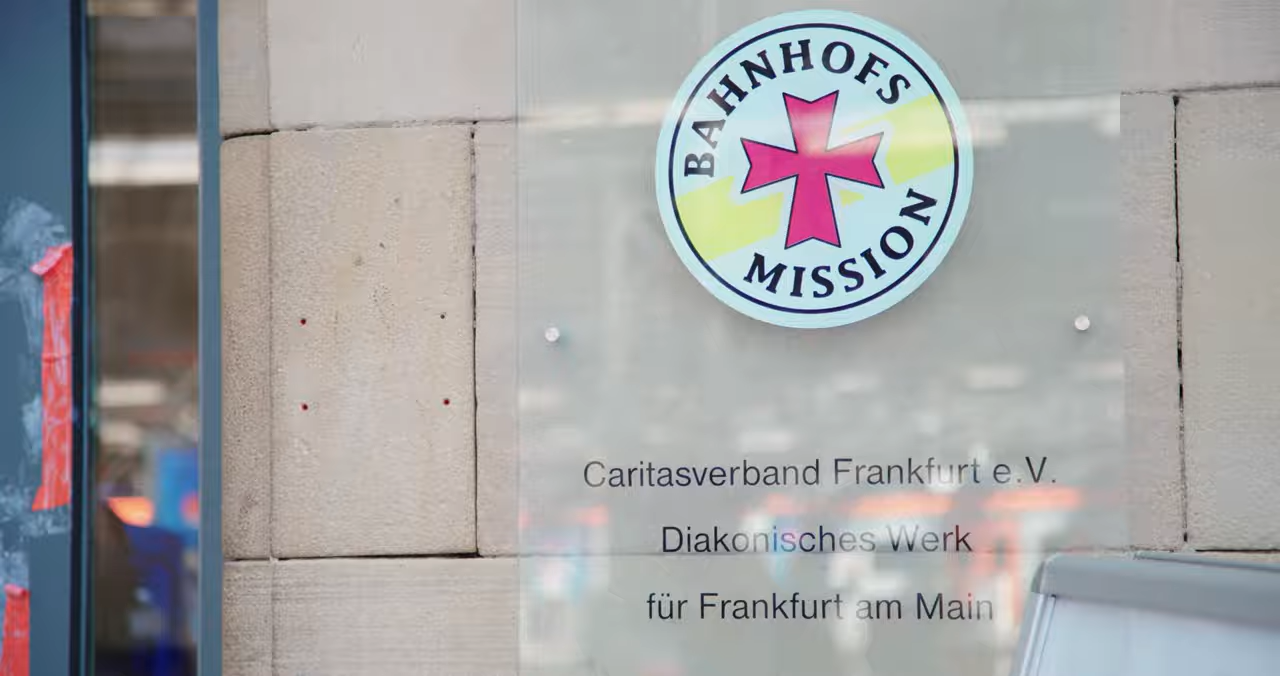 BAHNHOFS
MISSION
Caritasverband Frankfurt e.V.
Diakonisches Werk
für Frankfurt am Main